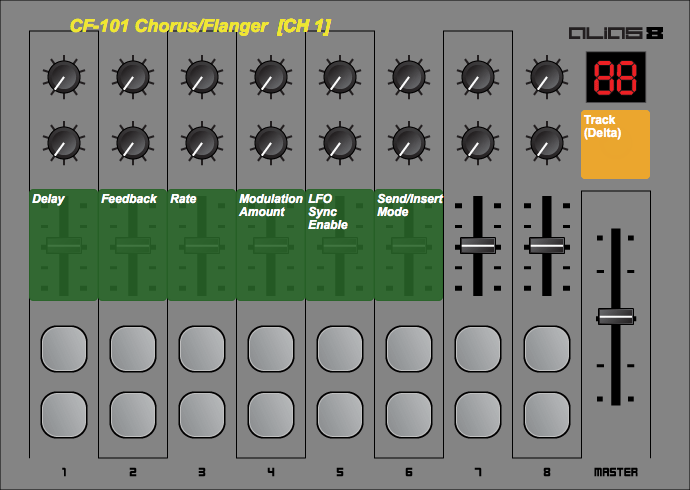 CF-101 Chorus/Flanger [CH 1]
ALIAS 8
88
Track
(Delta)
Delay
Feedback
Rate
Modulation
Amount
LFO
Sync
Enable
Send/Insert
Mode
1 2 3 4 5 6 7 8 MASTER